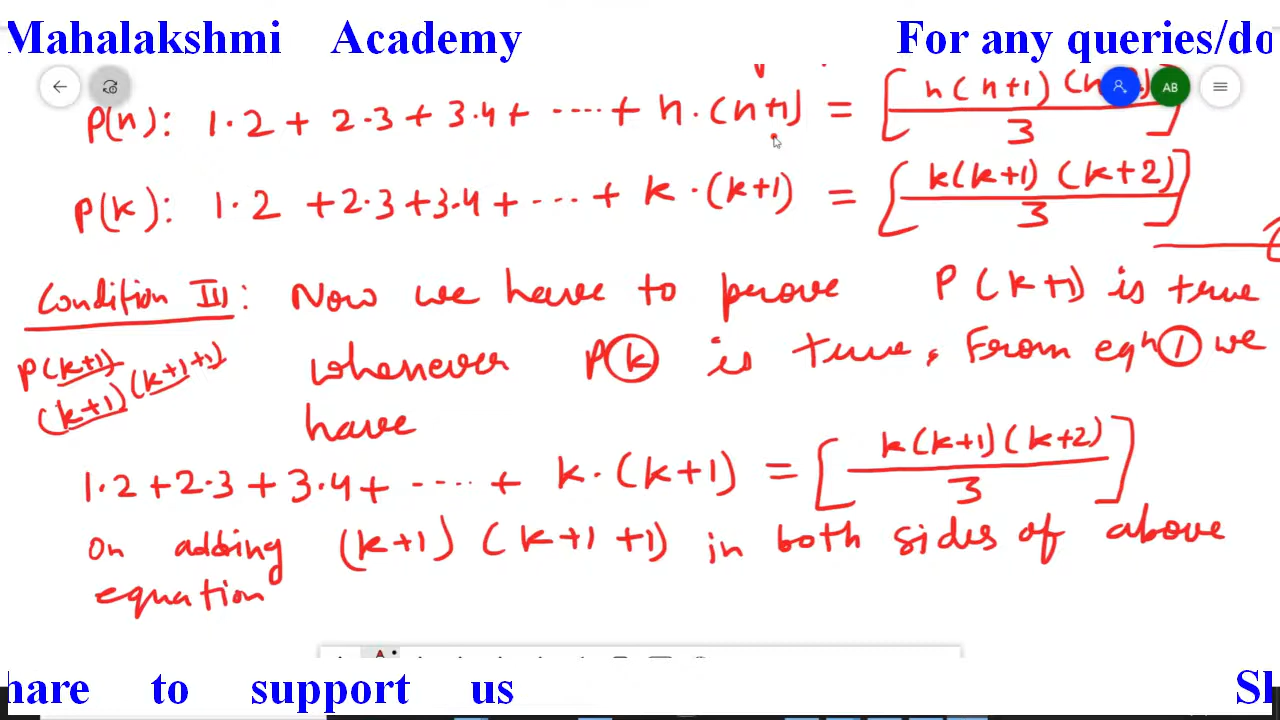 Mahalakshmi Academy For any queries/do
P(n): 1·2 + 2·3 + 3·4 + ····· + n·(n+1) = [n(n+1)(n / 3]
AB
P(k): 1·2 + 2·3 + 3·4 + ···· + k·(k+1) = [k(k+1)(k+2) / 3]
Condition III: Now we have to prove P(k+1) is true
P(k+1) whenever P(k) is true. From eqn 1 we
(k+1)(k+1+1)
have
1·2 + 2·3 + 3·4 + ····· + k·(k+1) = [k(k+1)(k+2) / 3]
On adding (k+1) (k+1+1) in both sides of above
equation
hare to support us